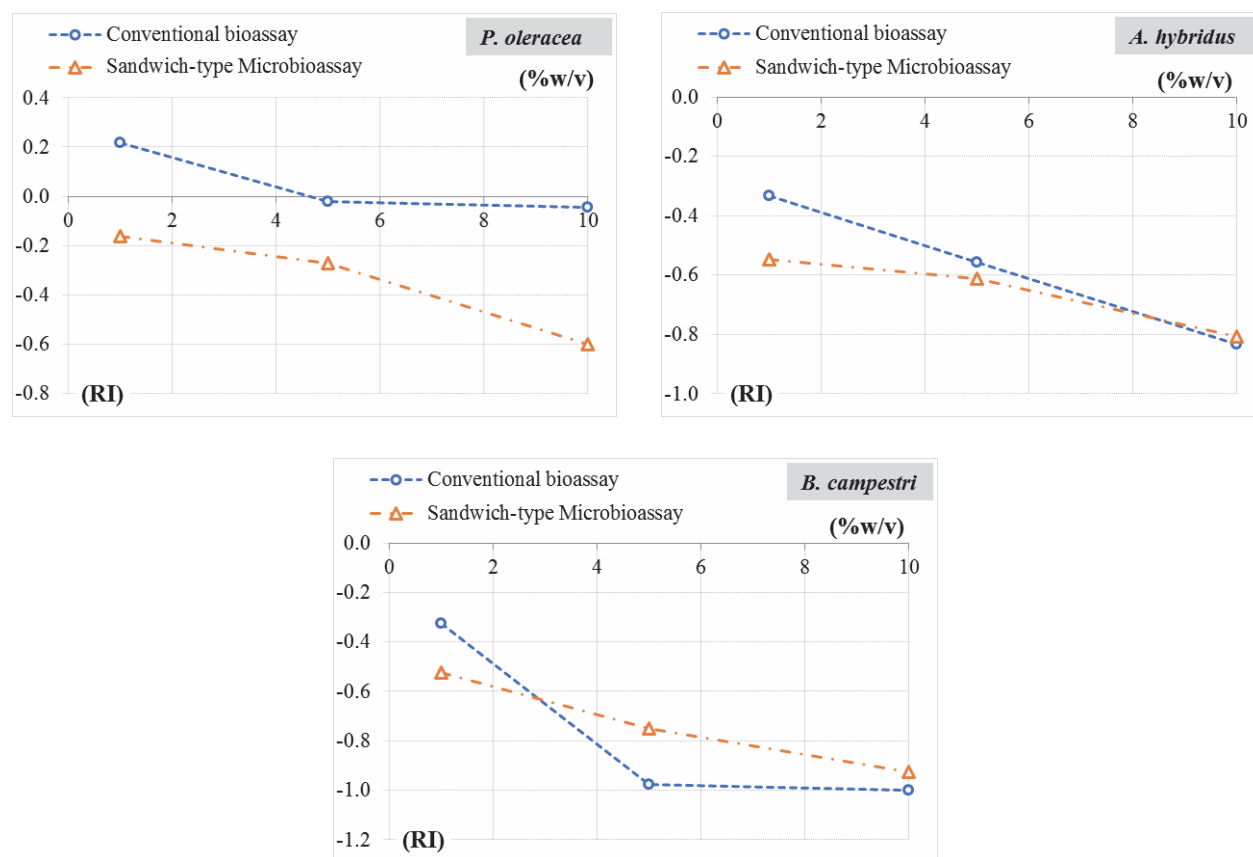 Conventional bioassay
P. oleracea
Sandwich-type Microbioassay
(%w/v)
0.4
0.2
0.0
0 2 4 6 8 10
-0.2
-0.4
-0.6
-0.8
(RI)
Conventional bioassay
A. hybridus
Sandwich-type Microbioassay
(%w/v)
0.0
0 2 4 6 8 10
-0.2
-0.4
-0.6
-0.8
-1.0
(RI)
Conventional bioassay
B. campestri
Sandwich-type Microbioassay
(%w/v)
0.0
0 2 4 6 8 10
-0.2
-0.4
-0.6
-0.8
-1.0
-1.2
(RI)